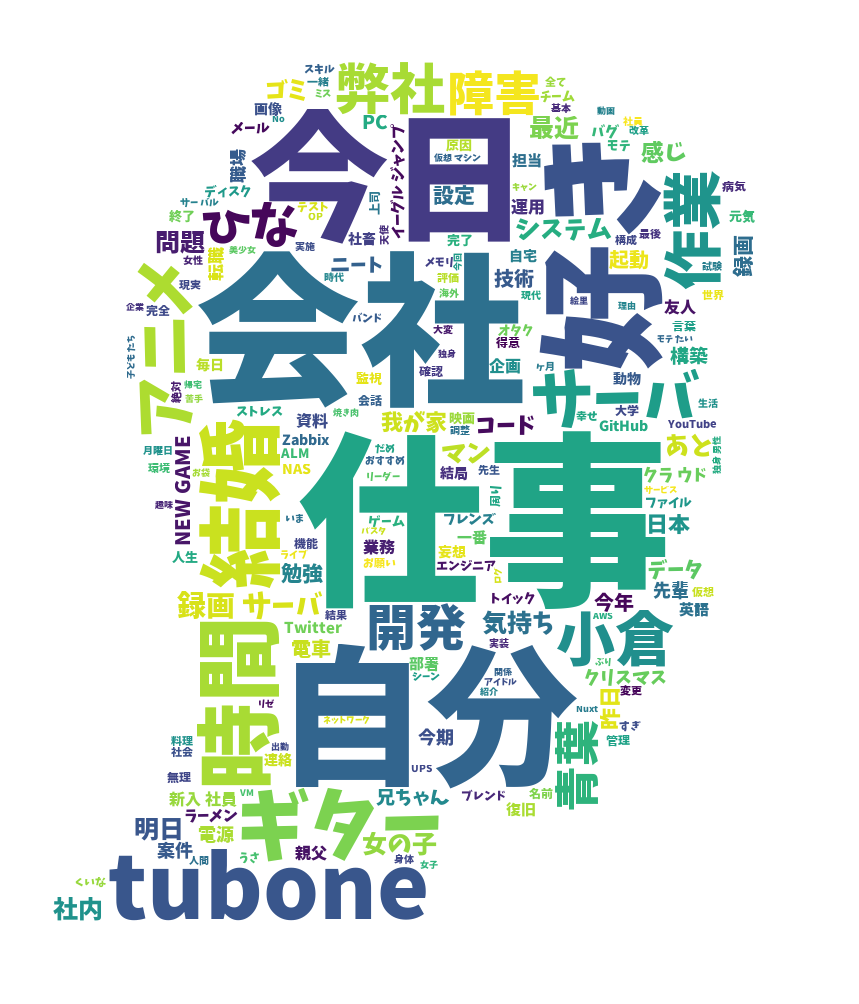 スキル
一緒
ミス
ゴミ
弊社
障害
全て
チーム
画像
No
PC
基本
動画
社員
改革
メール
最近
バグ
モテ
感じ
今日
原因
仮想 マシン
イーグル ジャンプ
担当
職場
ディスク
設定
キャン
病気
サーバル
終了
ひな
テスト
OP
上司
天使
運用
好き
、
作業
元気
問題
女性
美少女
転職
実施
社畜
完了
システム
構成
最後
録画
ニート
時代
メモリ
今回
自宅
技術
起動
試験
現実
アニメ
会社
評価
海外
現代
絵里
世界
友人
企業
完全
バンド
大変
オタク
得意
理由
言葉
モテ たい
子どもたち
毎日
独身
確認
企画
ヶ月
構築
帰宅
絶対
苦手
監視
会話
動物
サーバ
生活
ストレス
焼き肉
資料
我が家
映画
調整
コード
幸せ
大学
GitHub
YouTube
月曜日
環境
NEW GAME
結婚
お袋
Zabbix
ALM
NAS
だめ
おすすめ
リーダー
マン
結局
先生
あと
独身 男性
クラ ウド
趣味
いま
仕事
周り
サービス
ファイル
ゲーム
フレンズ
バスケ
日本
人生
機能
ライブ
業務
お願い
一番
妄想
エンジニア
ログ
勉強
データ
先輩
仮想
録画 サーバ
結果
トイック
今年
英語
Twitter
開発
気持ち
実装
AWS
小倉
時間
電車
部署
シーン
関係
アイドル
紹介
ぶり
クリスマス
自分
変更
リゼ
Nuxt
昨日
すぎ
ネットワーク
今期
青葉
管理
料理
社会
出勤
連絡
無理
UPS
新入 社員
VM
ギター
兄ちゃん
ブレンド
名前
復旧
ラーメン
明日
電源
女の子
案件
人間
うさ
親父
身体
女子
くいな
社内
tubone